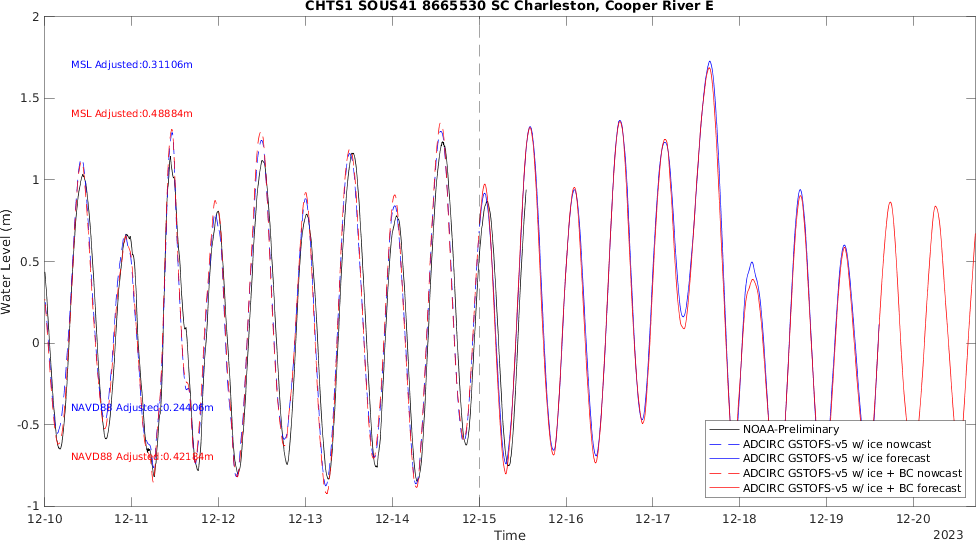 CHTS1 SOUS41 8665530 SC Charleston, Cooper River E
2
1.5
1
0.5
0
-0.5
-1
Water Level (m)
MSL Adjusted:0.31106m
MSL Adjusted:0.48884m
NAVD88 Adjusted:0.24406m
NAVD88 Adjusted:0.42184m
NOAA-Preliminary
ADCIRC GSTOFS-v5 w/ ice nowcast
ADCIRC GSTOFS-v5 w/ ice forecast
ADCIRC GSTOFS-v5 w/ ice + BC nowcast
ADCIRC GSTOFS-v5 w/ ice + BC forecast
12-10 12-11 12-12 12-13 12-14 12-15 12-16 12-17 12-18 12-19 12-20
Time
2023